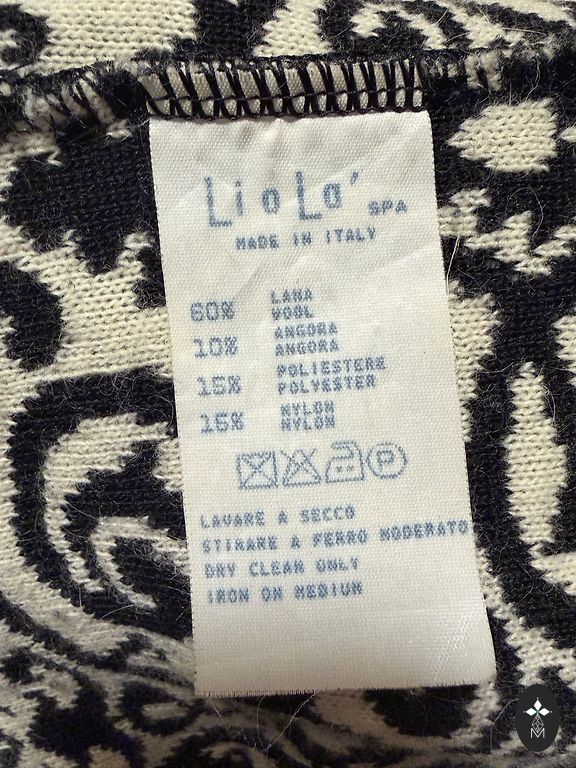 LioLa' SPA
MADE IN ITALY
60% LANA
WOOL
10% ANGORA
ANGORA
15% POLIESTERE
POLYESTER
15% NYLON
NYLON
P
LAVARE A SECCO
STIRARE A FERRO MODERATO
DRY CLEAN ONLY
IRON ON MEDIUM
M